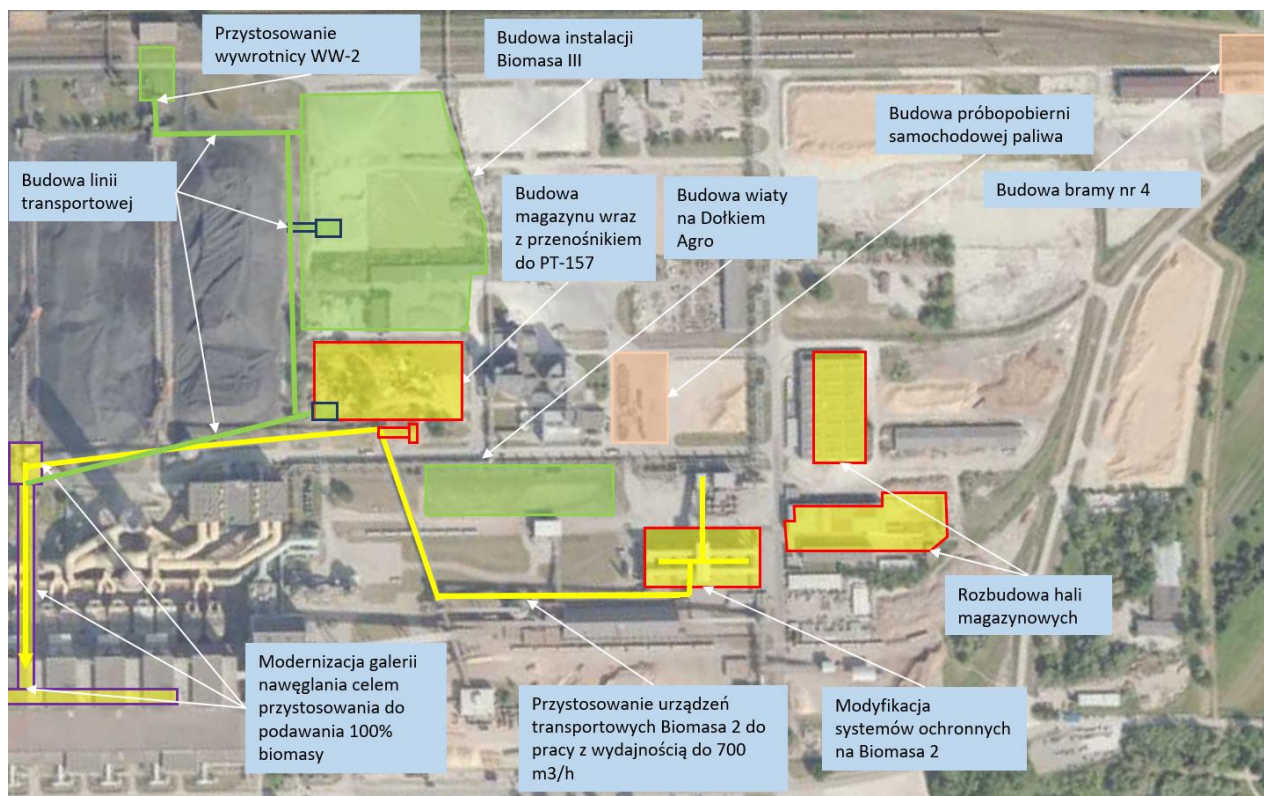 Przystosowanie
wywrotnicy WW-2
Budowa instalacji
Biomasa III
Budowa próbopobierni
samochodowej paliwa
Budowa linii
transportowej
Budowa
magazynu wraz
z przenośnikiem
do PT-157
Budowa wiaty
na Dołkiem
Agro
Budowa bramy nr 4
Rozbudowa hali
magazynowych
Modernizacja galerii
nawęglania celem
przystosowania do
podawania 100%
biomasy
Przystosowanie urządzeń
transportowych Biomasa 2 do
pracy z wydajnością do 700
m3/h
Modyfikacja
systemów ochronnych
na Biomasa 2